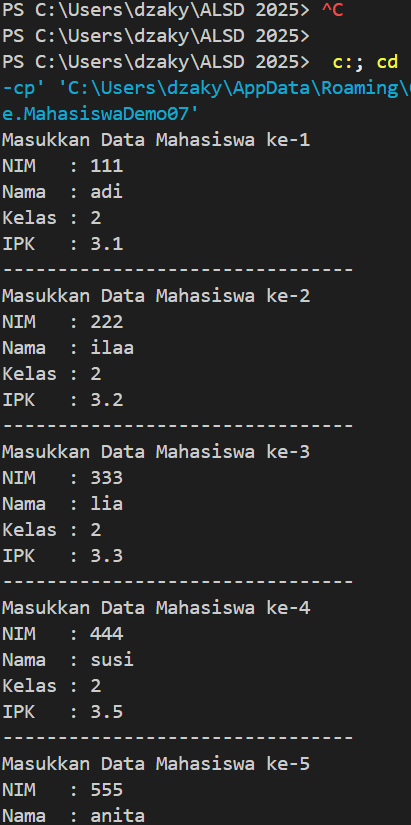 PS C:\Users\dzaky\ALSD 2025> ^C
PS C:\Users\dzaky\ALSD 2025>
PS C:\Users\dzaky\ALSD 2025>  c:; cd
-cp' 'C:\Users\dzaky\AppData\Roaming\
e.MahasiswaDemo07'
Masukkan Data Mahasiswa ke-1
NIM   : 111
Nama  : adi
Kelas : 2
IPK   : 3.1
--------------------------------
Masukkan Data Mahasiswa ke-2
NIM   : 222
Nama  : ilaa
Kelas : 2
IPK   : 3.2
--------------------------------
Masukkan Data Mahasiswa ke-3
NIM   : 333
Nama  : lia
Kelas : 2
IPK   : 3.3
--------------------------------
Masukkan Data Mahasiswa ke-4
NIM   : 444
Nama  : susi
Kelas : 2
IPK   : 3.5
--------------------------------
Masukkan Data Mahasiswa ke-5
NIM   : 555
Nama  : anita